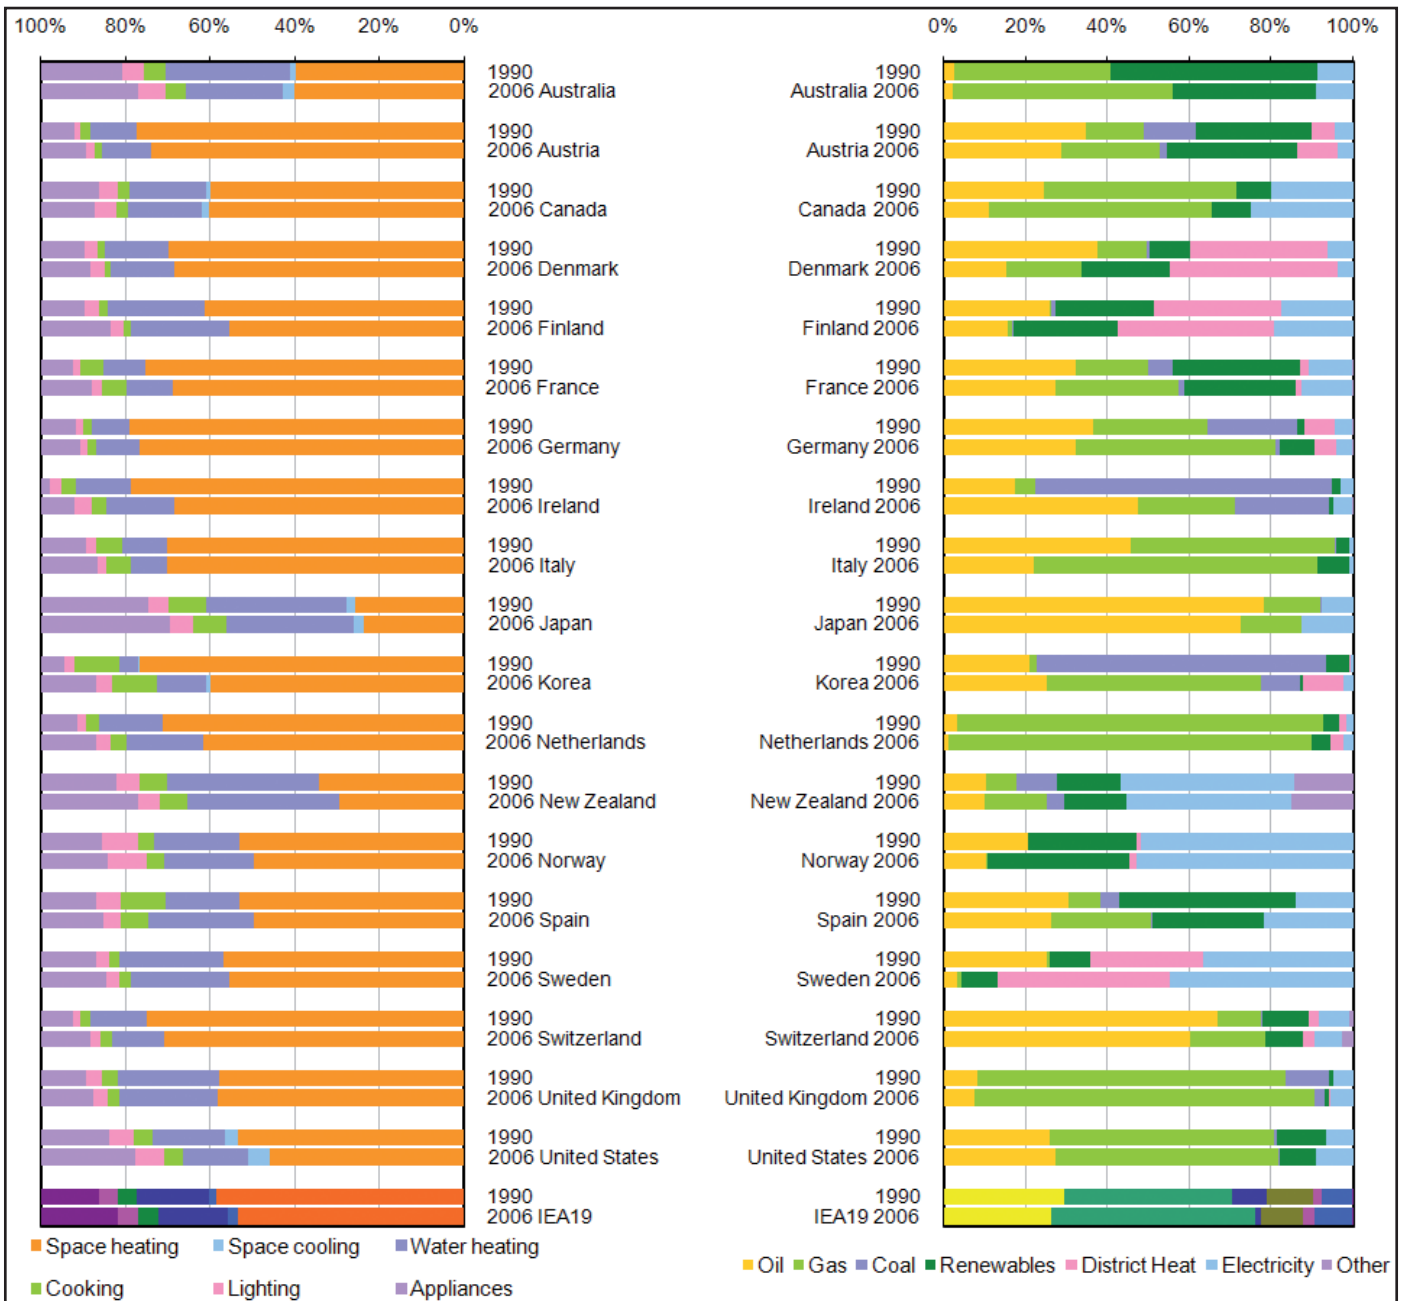 100% 80% 60% 40% 20% 0% 0% 20% 40% 60% 80% 100%
1990 1990
2006 Australia Australia 2006
1990 1990
2006 Austria Austria 2006
1990 1990
2006 Canada Canada 2006
1990 1990
2006 Denmark Denmark 2006
1990 1990
2006 Finland Finland 2006
1990 1990
2006 France France 2006
1990 1990
2006 Germany Germany 2006
1990 1990
2006 Ireland Ireland 2006
1990 1990
2006 Italy Italy 2006
1990 1990
2006 Japan Japan 2006
1990 1990
2006 Korea Korea 2006
1990 1990
2006 Netherlands Netherlands 2006
1990 1990
2006 New Zealand New Zealand 2006
1990 1990
2006 Norway Norway 2006
1990 1990
2006 Spain Spain 2006
1990 1990
2006 Sweden Sweden 2006
1990 1990
2006 Switzerland Switzerland 2006
1990 1990
2006 United Kingdom United Kingdom 2006
1990 1990
2006 United States United States 2006
1990 1990
2006 IEA19 IEA19 2006
Space heating Space cooling Water heating
Cooking Lighting Appliances
Oil Gas Coal Renewables District Heat Electricity Other